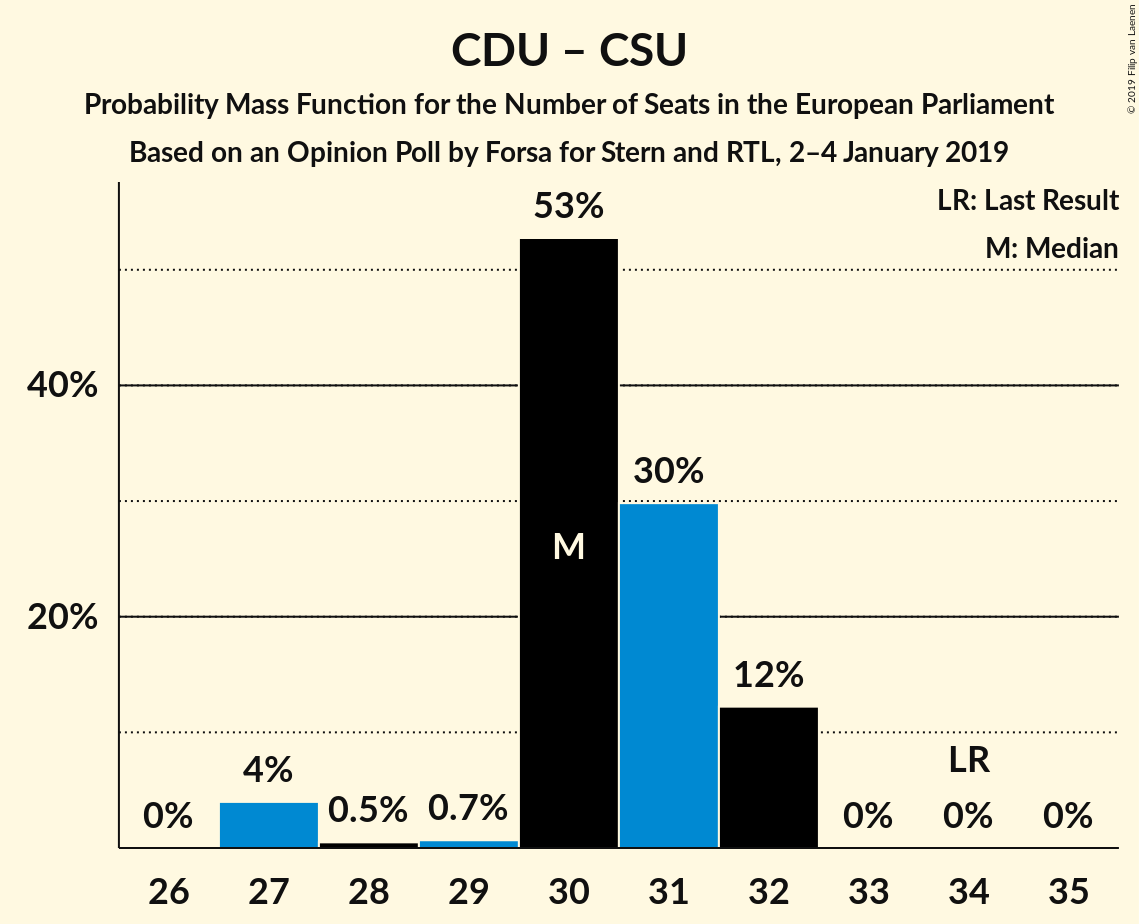 CDU – CSU
Probability Mass Function for the Number of Seats in the European Parliament
Based on an Opinion Poll by Forsa for Stern and RTL, 2–4 January 2019
© 2019 Filip van Laenen
LR: Last Result
M: Median
53%
40%
30%
M
20%
12%
LR
4%
0%
0.5%
0.7%
0%
0%
0%
26 27 28 29 30 31 32 33 34 35